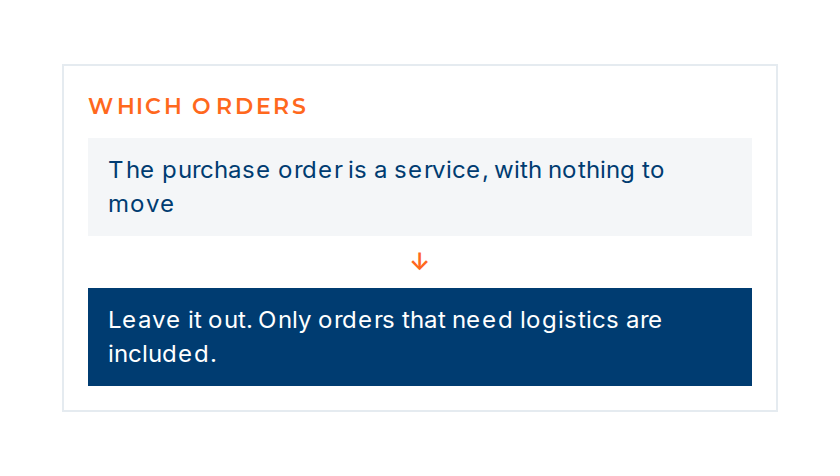 WHICH ORDERS
The purchase order is a service, with nothing to
move
↓
Leave it out. Only orders that need logistics are
included.